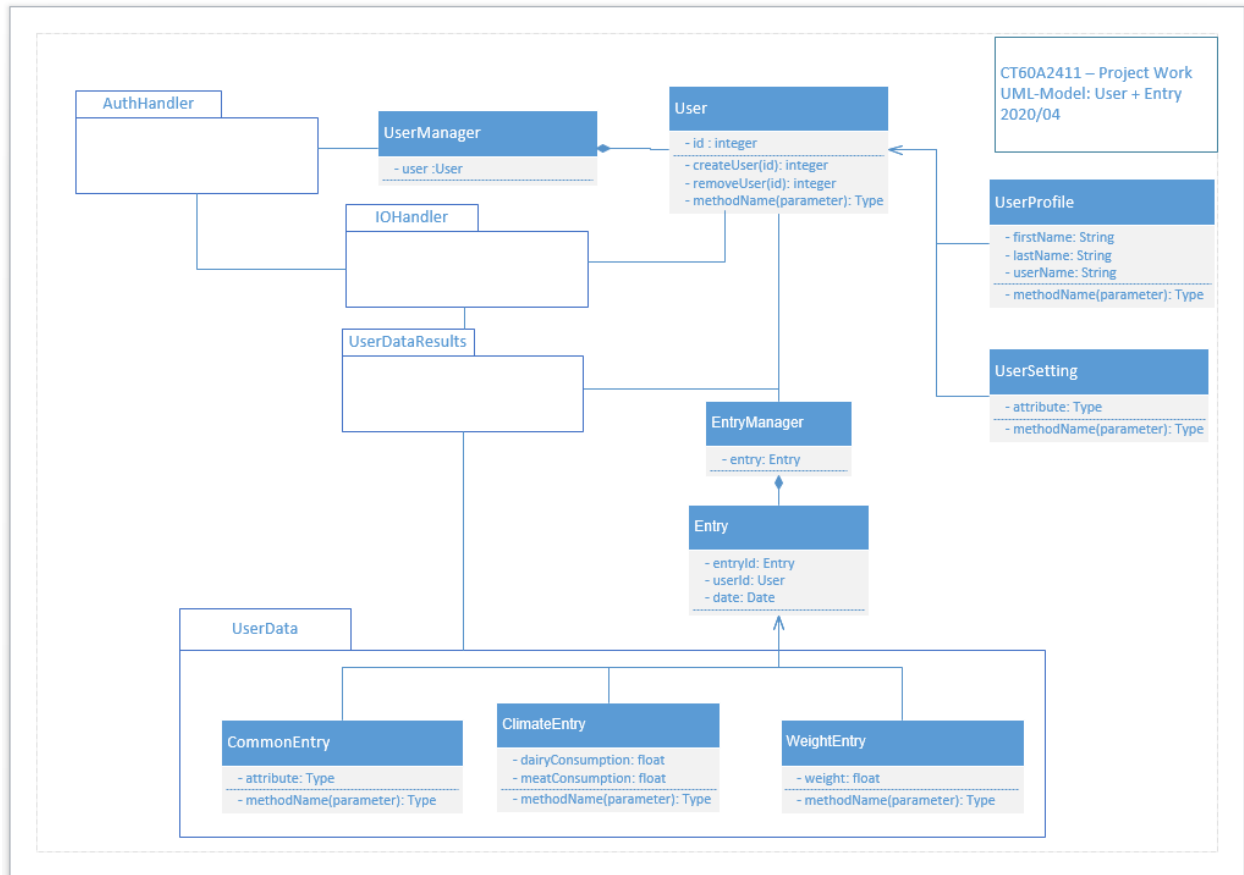 CT60A2411 – Project Work
UML-Model: User + Entry
2020/04
AuthHandler
UserManager
- user :User
User
- id : integer
- createUser(id): integer
- removeUser(id): integer
- methodName(parameter): Type
IOHandler
UserProfile
- firstName: String
- lastName: String
- userName: String
- methodName(parameter): Type
UserDataResults
UserSetting
- attribute: Type
- methodName(parameter): Type
EntryManager
- entry: Entry
Entry
- entryId: Entry
- userId: User
- date: Date
UserData
CommonEntry
- attribute: Type
- methodName(parameter): Type
ClimateEntry
- dairyConsumption: float
- meatConsumption: float
- methodName(parameter): Type
WeightEntry
- weight: float
- methodName(parameter): Type